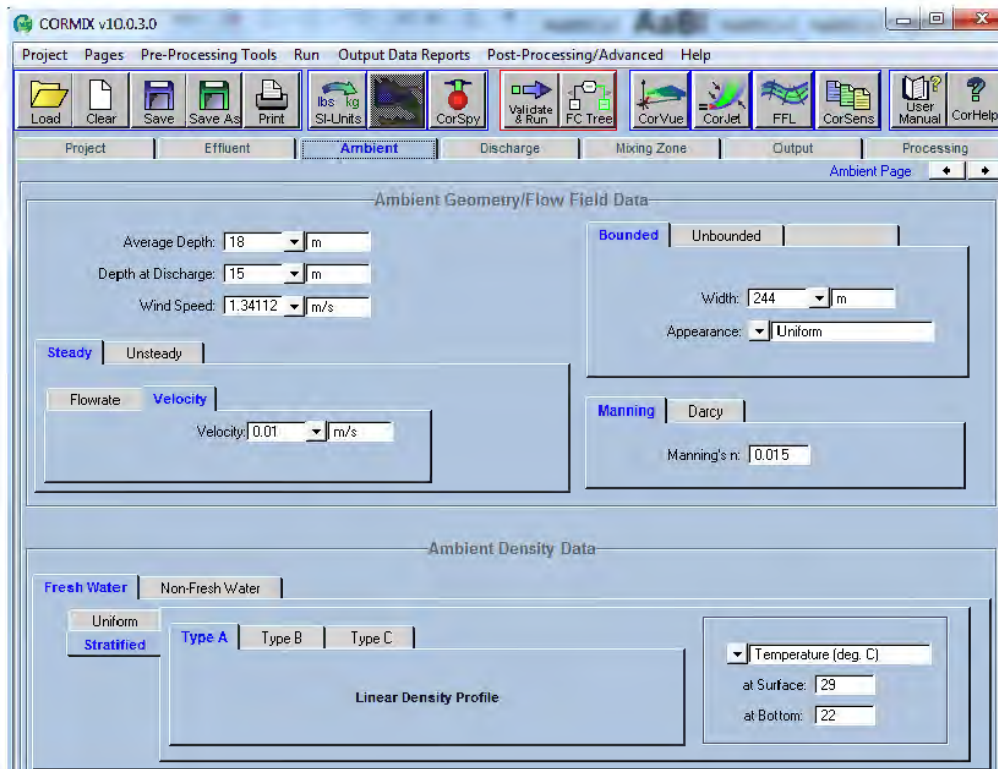 CORMIX v10.0.3.0
Project Pages Pre-Processing Tools Run Output Data Reports Post-Processing/Advanced Help
Load Clear Save Save As Print lbs kg SI-Units CorSpy Validate & Run FC Tree CorVue CorJet FFL CorSens User Manual CorHelp
Project Effluent Ambient Discharge Mixing Zone Output Processing
Ambient Page
Ambient Geometry/Flow Field Data
Average Depth: 18 m
Depth at Discharge: 15 m
Wind Speed: 1.34112 m/s
Bounded Unbounded
Width: 244 m
Appearance: Uniform
Steady Unsteady
Flowrate Velocity
Velocity: 0.01 m/s
Manning Darcy
Manning's n: 0.015
Ambient Density Data
Fresh Water Non-Fresh Water
Uniform
Stratified
Type A Type B Type C
Linear Density Profile
Temperature (deg. C)
at Surface: 29
at Bottom: 22